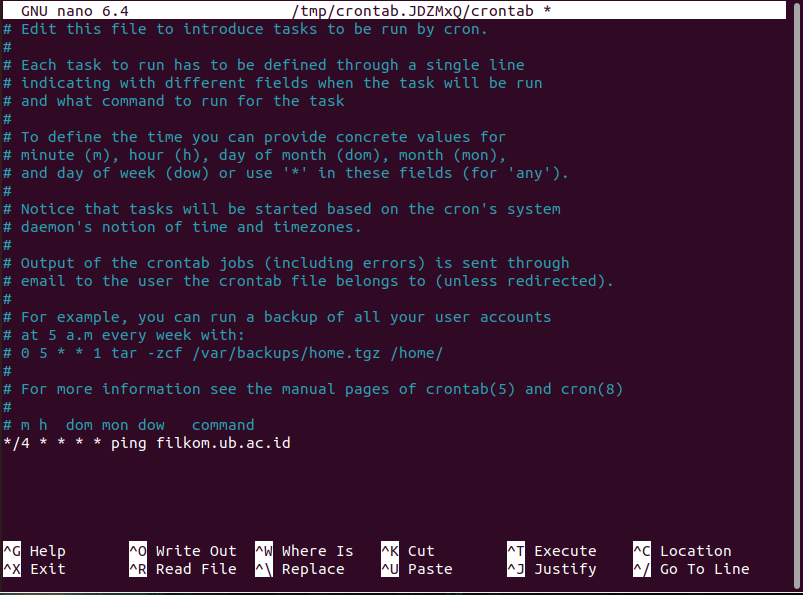 GNU nano 6.4 /tmp/crontab.JDZMxQ/crontab *
# Edit this file to introduce tasks to be run by cron.
#
# Each task to run has to be defined through a single line
# indicating with different fields when the task will be run
# and what command to run for the task
#
# To define the time you can provide concrete values for
# minute (m), hour (h), day of month (dom), month (mon),
# and day of week (dow) or use '*' in these fields (for 'any').
#
# Notice that tasks will be started based on the cron's system
# daemon's notion of time and timezones.
#
# Output of the crontab jobs (including errors) is sent through
# email to the user the crontab file belongs to (unless redirected).
#
# For example, you can run a backup of all your user accounts
# at 5 a.m every week with:
# 0 5 * * 1 tar -zcf /var/backups/home.tgz /home/
#
# For more information see the manual pages of crontab(5) and cron(8)
#
# m h  dom mon dow   command
*/4 * * * * ping filkom.ub.ac.id
^G Help ^O Write Out ^W Where Is ^K Cut ^T Execute ^C Location
^X Exit ^R Read File ^\ Replace ^U Paste ^J Justify ^/ Go To Line